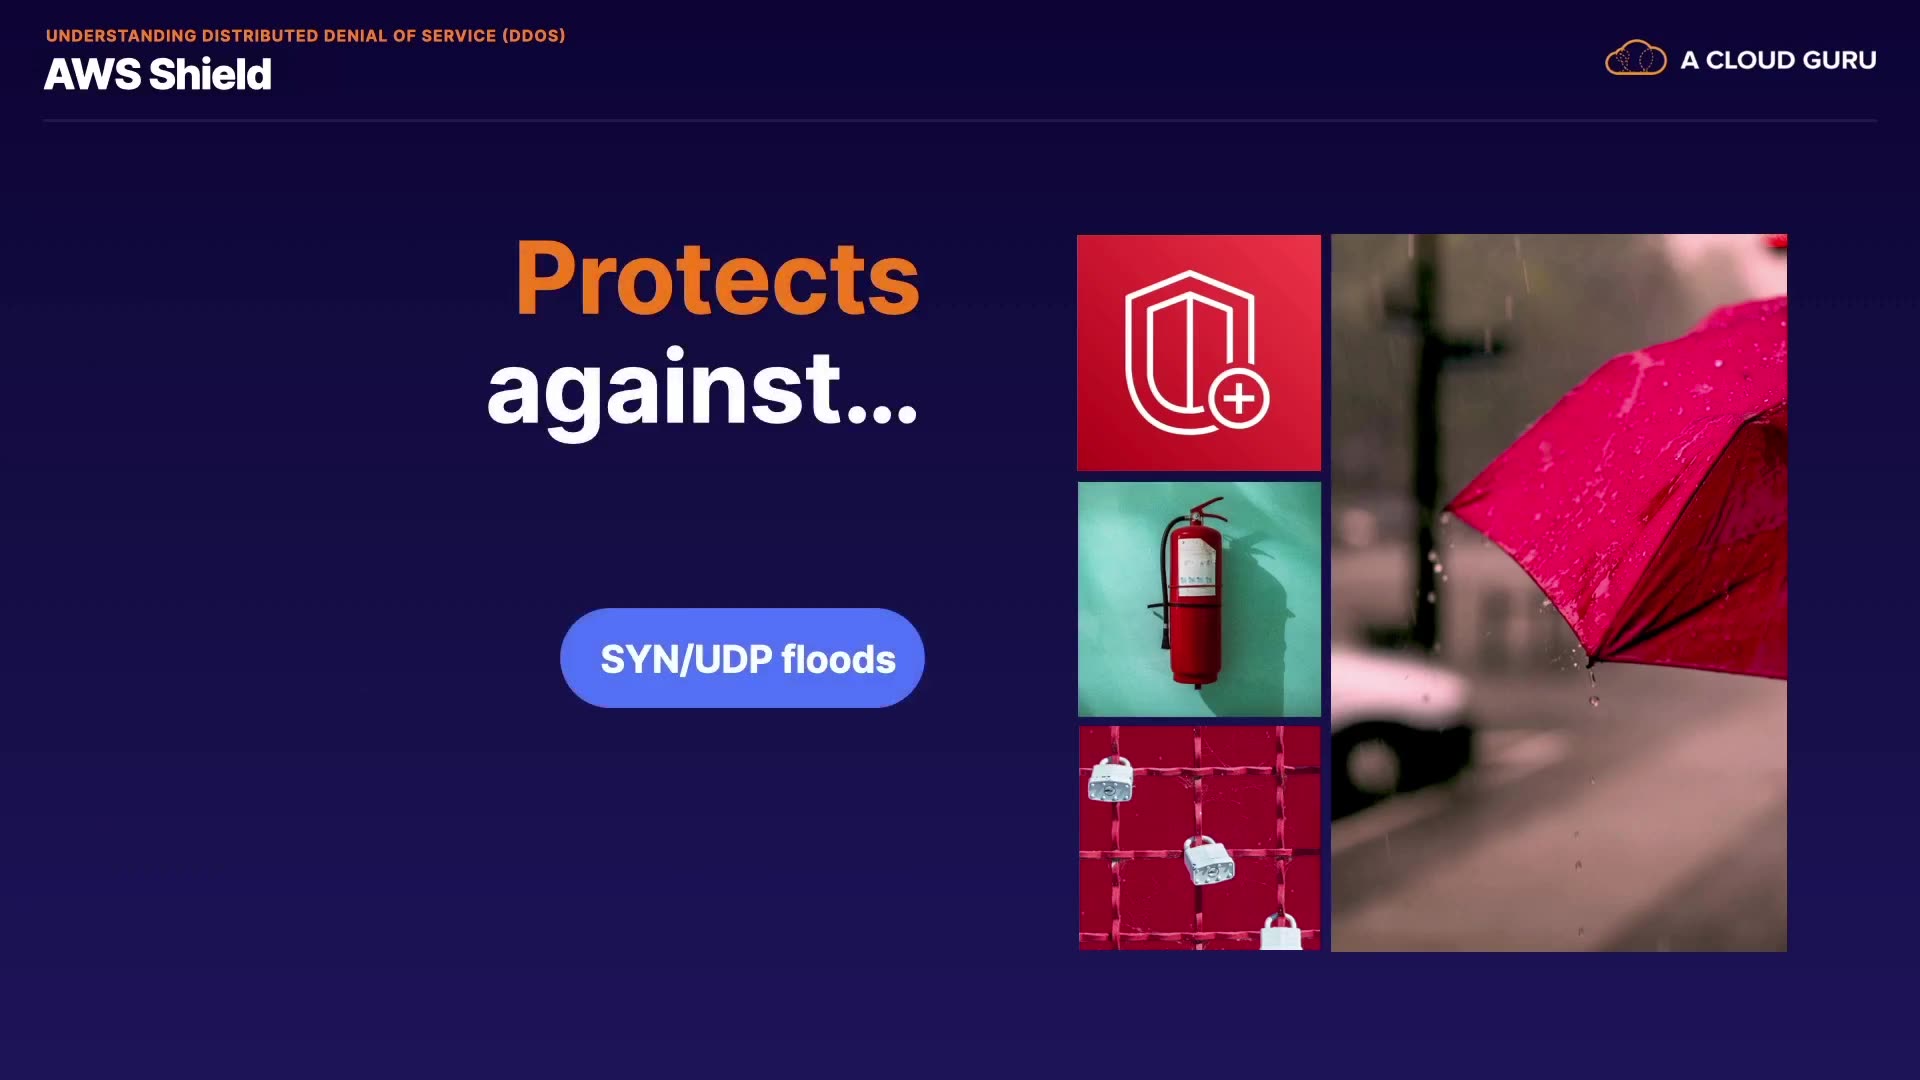 UNDERSTANDING DISTRIBUTED DENIAL OF SERVICE (DDOS)
AWS Shield
A CLOUD GURU
Protects
against...
SYN/UDP floods